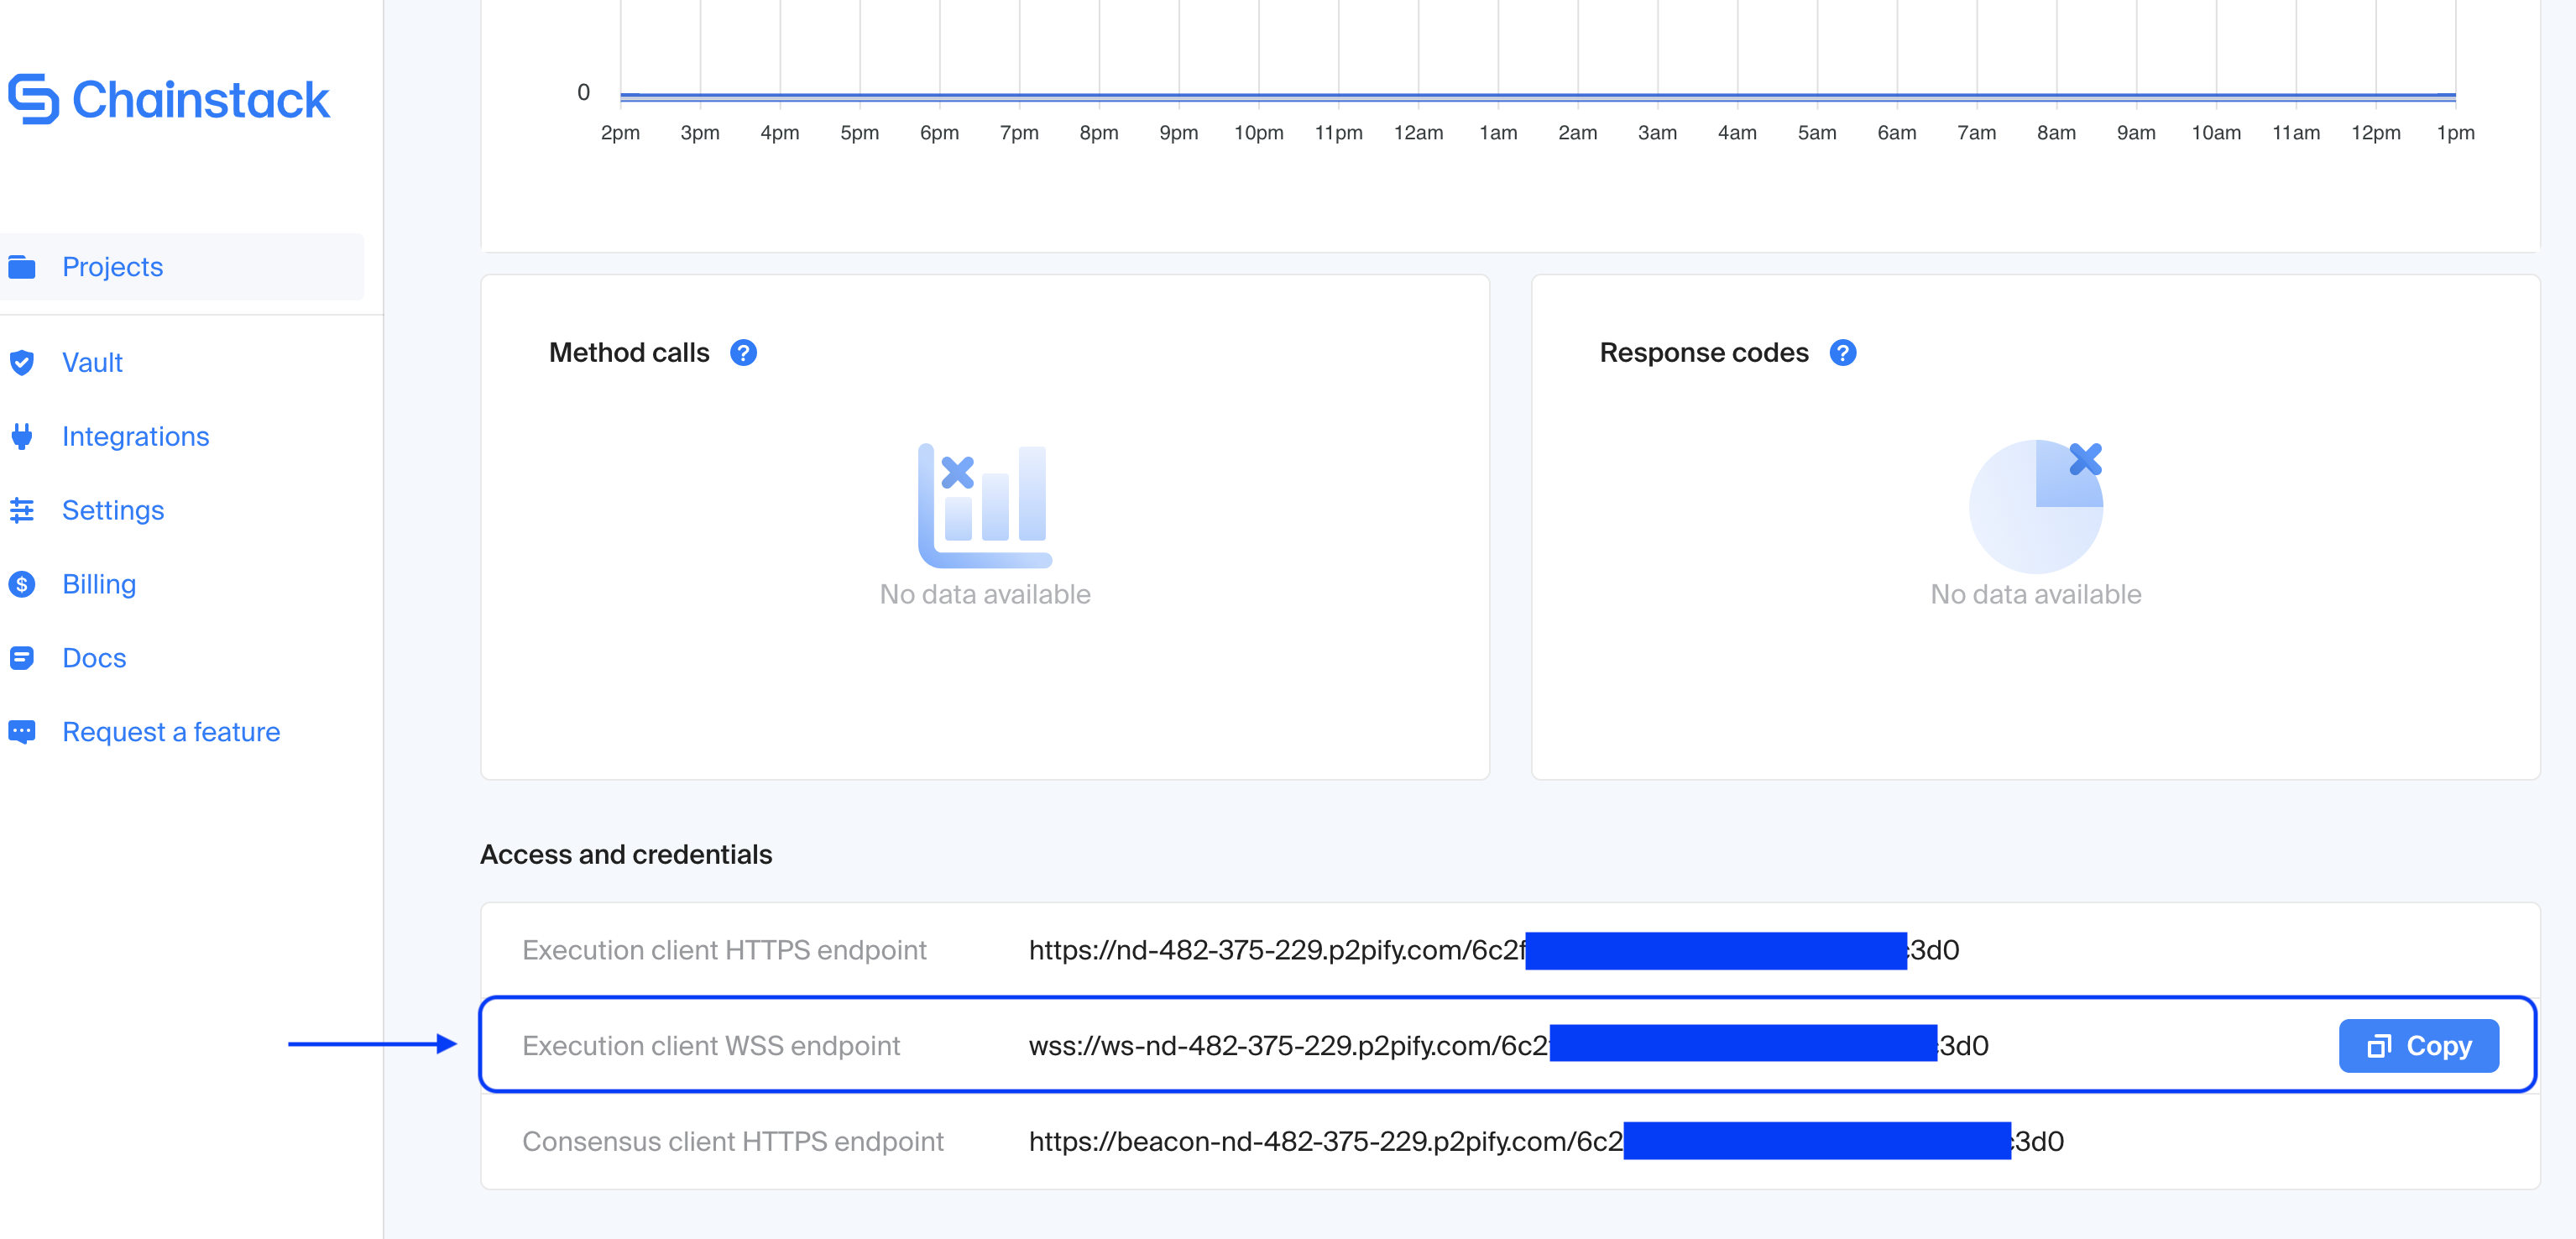 Chainstack
Projects
Vault
Integrations
Settings
Billing
Docs
Request a feature
0
2pm 3pm 4pm 5pm 6pm 7pm 8pm 9pm 10pm 11pm 12am 1am 2am 3am 4am 5am 6am 7am 8am 9am 10am 11am 12pm 1pm
Method calls ?
No data available
Response codes ?
No data available
Access and credentials
Execution client HTTPS endpoint https://nd-482-375-229.p2pify.com/6c2f 3d0
Execution client WSS endpoint wss://ws-nd-482-375-229.p2pify.com/6c2 3d0 Copy
Consensus client HTTPS endpoint https://beacon-nd-482-375-229.p2pify.com/6c2 3d0